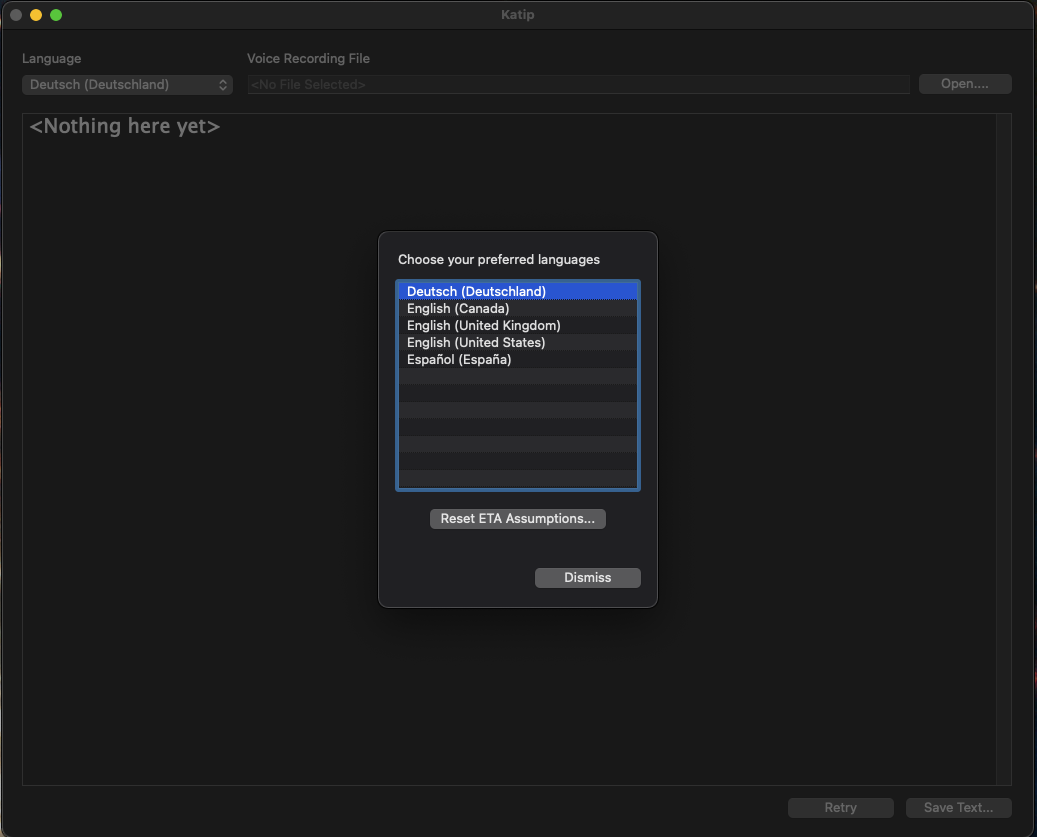 Katip
Language
Voice Recording File
Deutsch (Deutschland)
<No File Selected>
Open....
<Nothing here yet>
Choose your preferred languages
Deutsch (Deutschland)
English (Canada)
English (United Kingdom)
English (United States)
Español (España)
Reset ETA Assumptions...
Dismiss
Retry
Save Text...